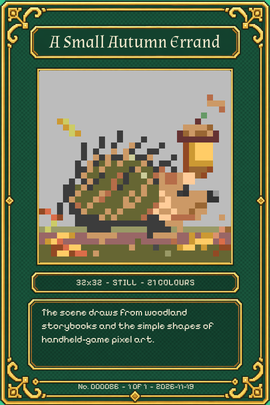 A Small Autumn Errand
32x32 - STILL - 21 COLOURS
The scene draws from woodland
storybooks and the simple shapes of
handheld-game pixel art.
No. 000086 - 1 OF 1 - 2026-11-19